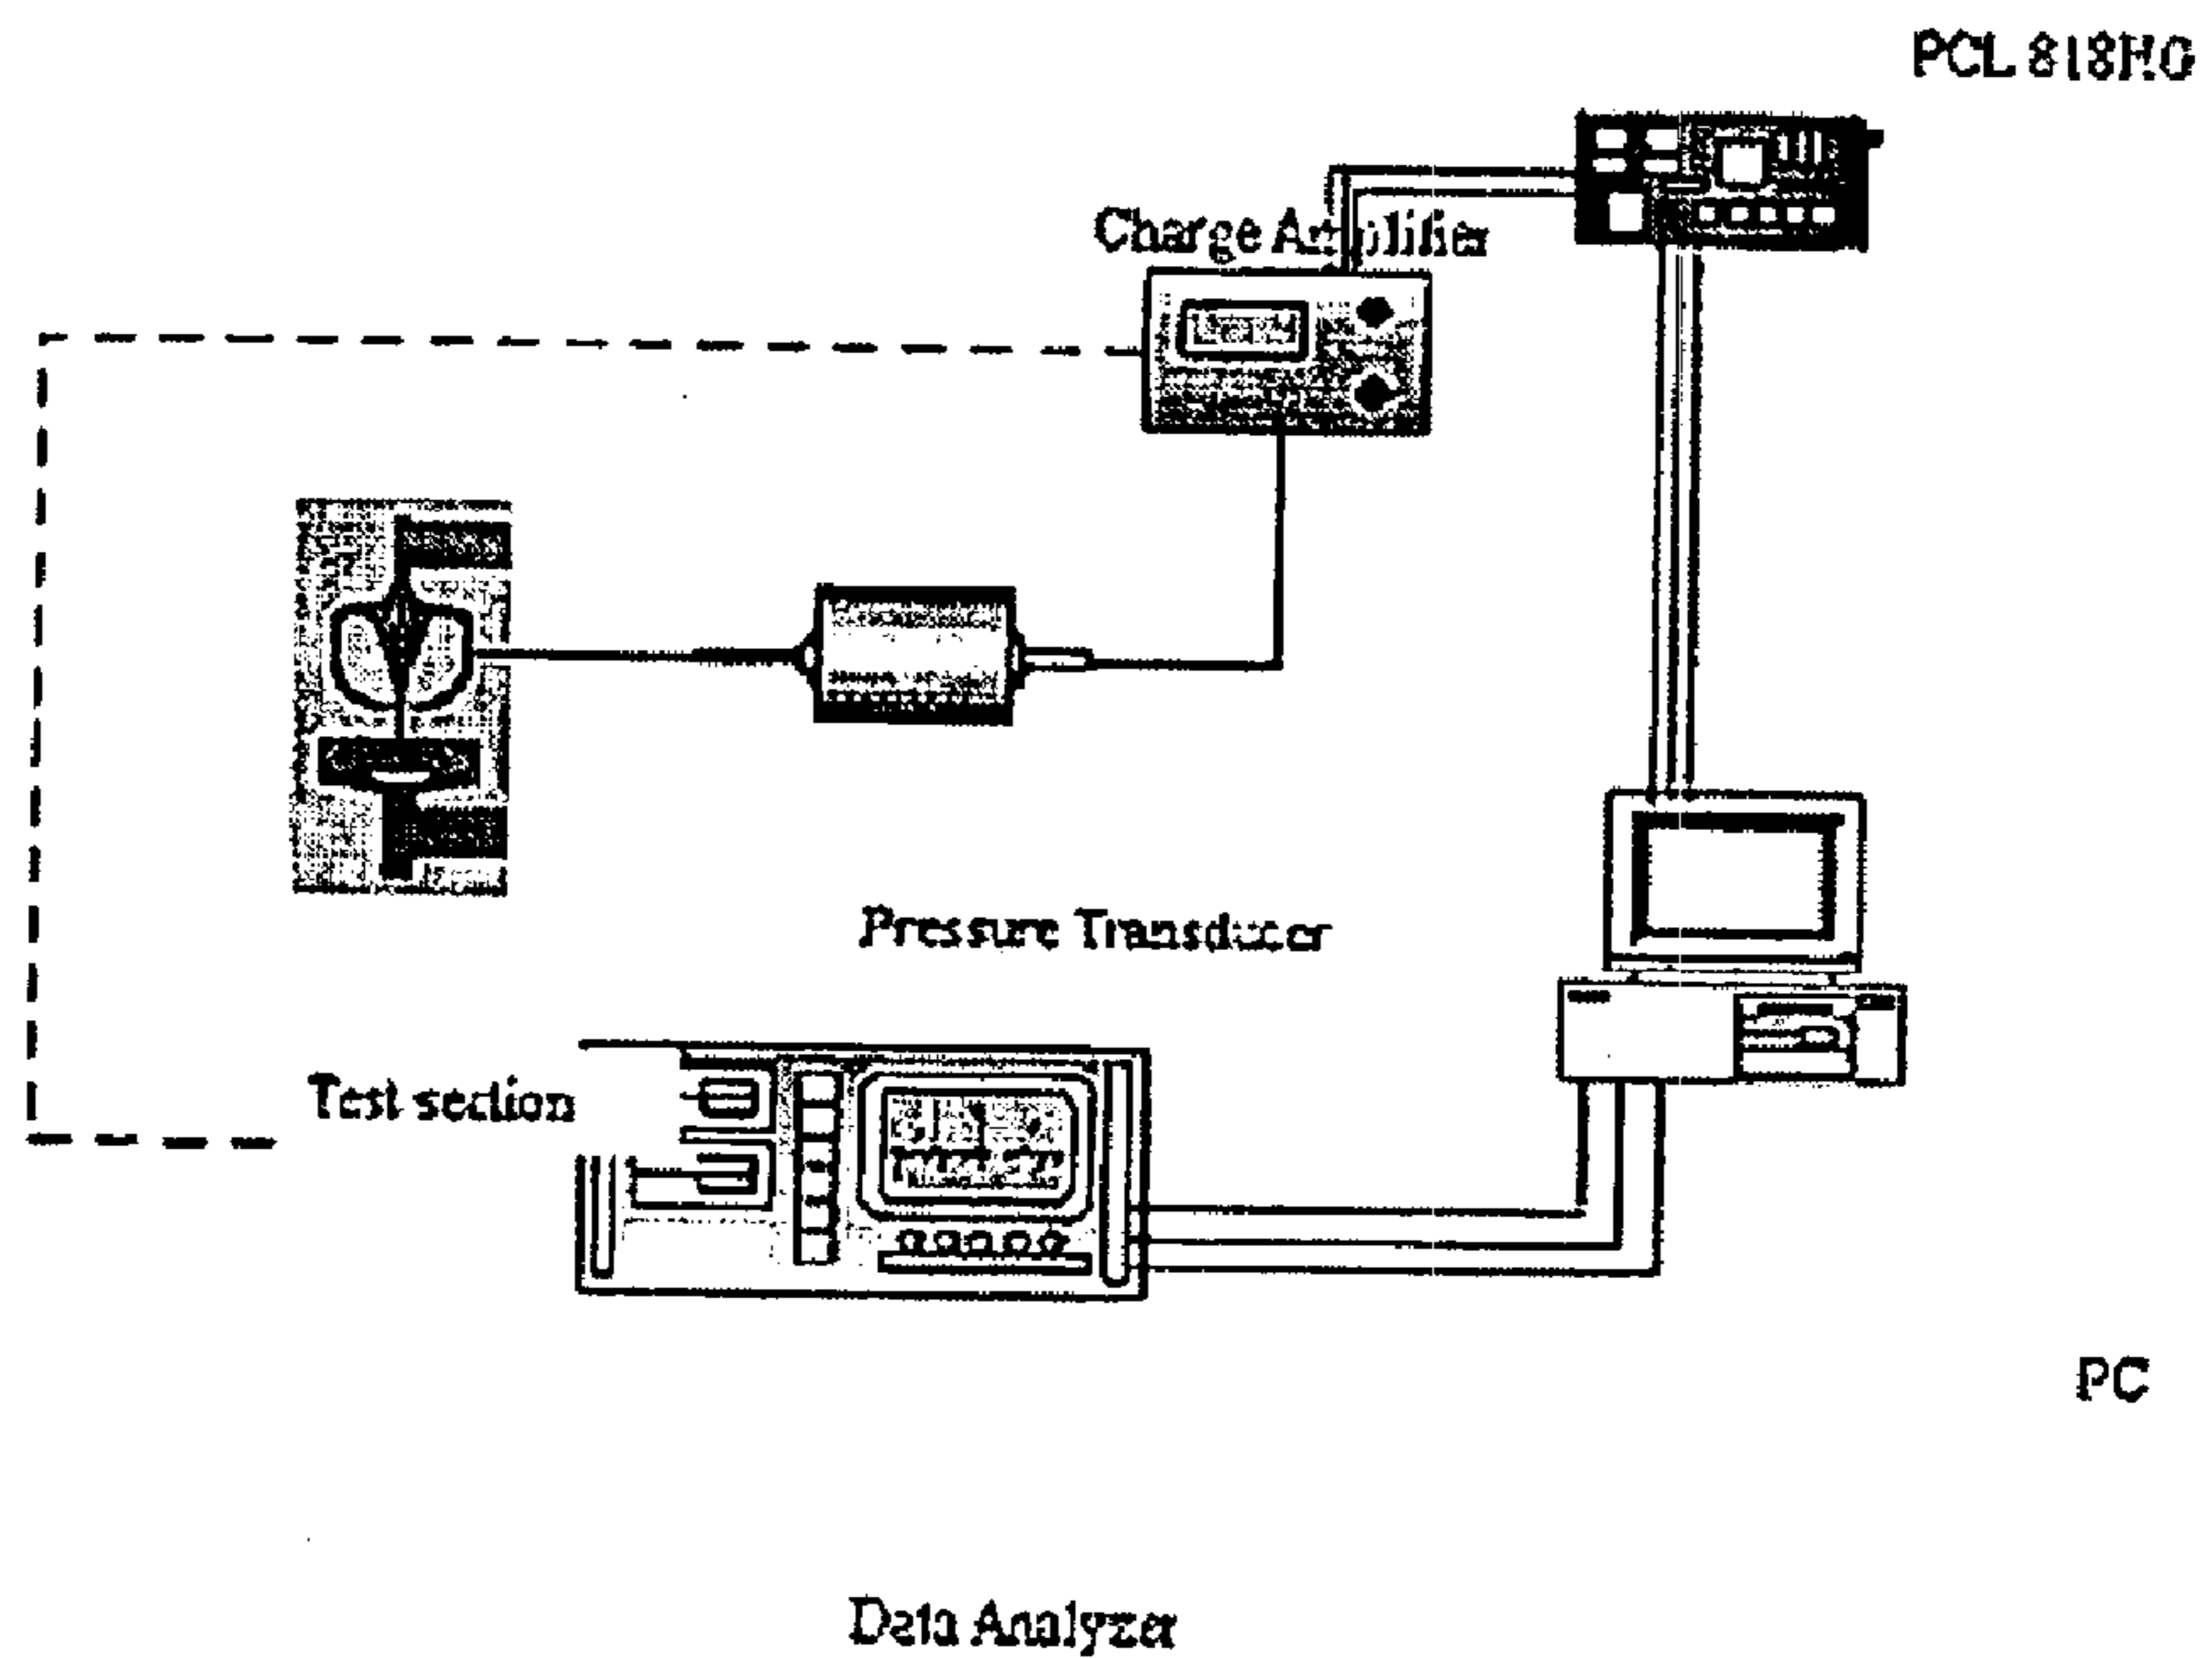 PCL 818HG
Charge Amplifier
Pressure Transducer
Test section
PC
Data Analyzer